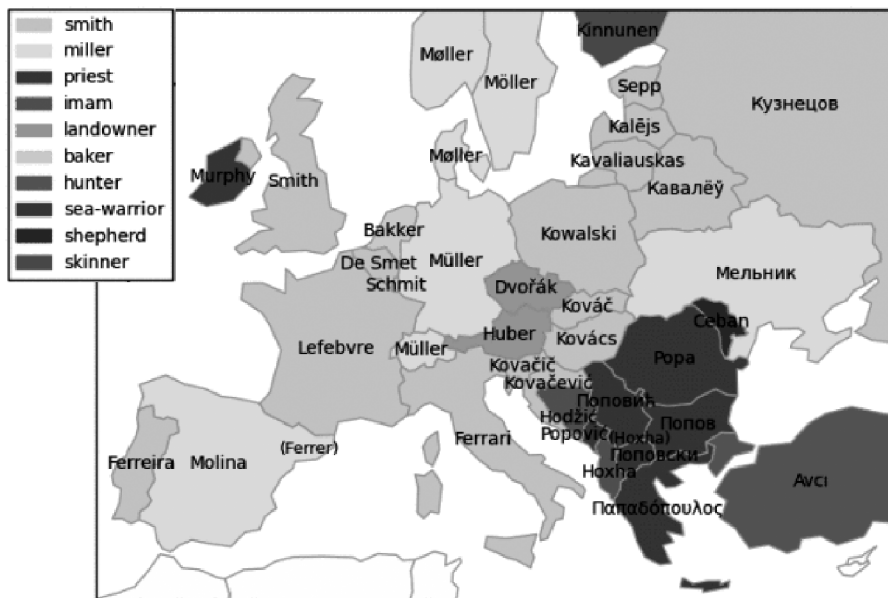 smith
miller
priest
imam
landowner
baker
hunter
sea-warrior
shepherd
skinner
Kinnunen
Møller
Möller
Sepp
Кузнецов
Kalējs
Møller
Kavaliauskas
Murphy
Smith
Кавалёў
Bakker
Kowalski
De Smet
Müller
Мельник
Schmit
Dvořák
Kováč
Ceban
Huber
Lefebvre
Müller
Kovács
Popa
Kovačič
Kovačević
Поповић
Hodžić
Попов
Ferrari
Popović
(Hoxha)
(Ferrer)
Поповски
Ferreira
Molina
Hoxha
Avcı
Παπαδόπουλος